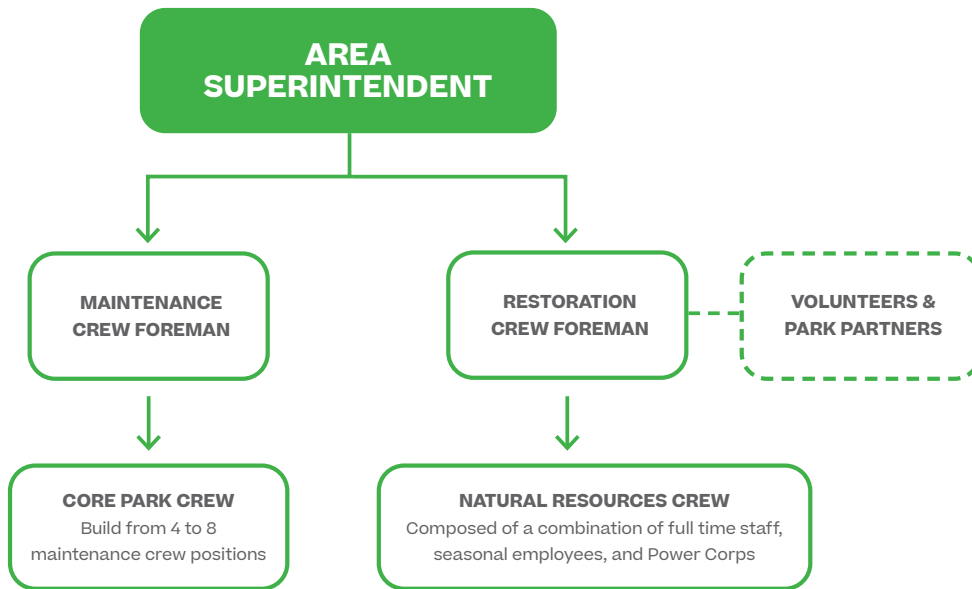 AREA
SUPERINTENDENT
MAINTENANCE
CREW FOREMAN
RESTORATION
CREW FOREMAN
VOLUNTEERS &
PARK PARTNERS
CORE PARK CREW
Build from 4 to 8
maintenance crew positions
NATURAL RESOURCES CREW
Composed of a combination of full time staff,
seasonal employees, and Power Corps